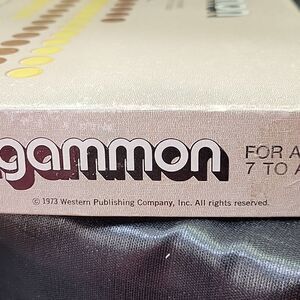 gammon
FOR A
7 TO A
© 1973 Western Publishing Company, Inc. All rights reserved.